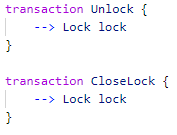 transaction Unlock {
    --> Lock lock
}
transaction CloseLock {
    --> Lock lock
}